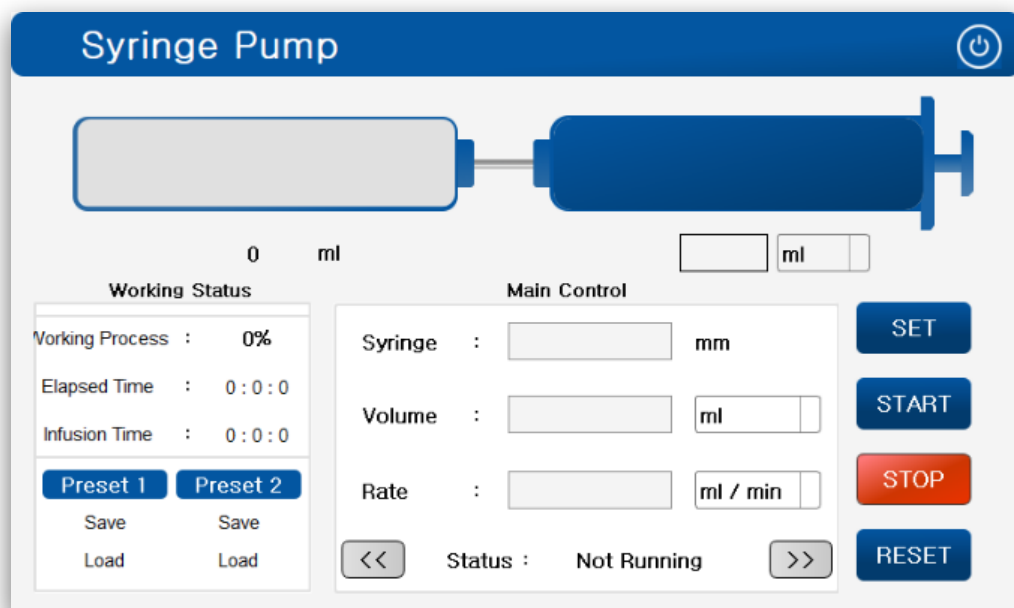 Syringe Pump
0 ml
ml
Working Status
Working Process : 0%
Elapsed Time : 0 : 0 : 0
Infusion Time : 0 : 0 : 0
Preset 1 Preset 2
Save Save
Load Load
Main Control
Syringe : mm
Volume : ml
Rate : ml / min
<< Status : Not Running >>
SET
START
STOP
RESET